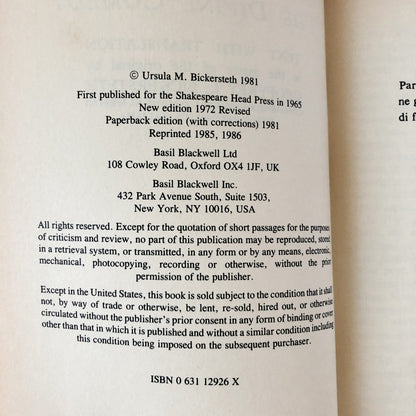 © Ursula M. Bickersteth 1981
First published for the Shakespeare Head Press in 1965
New edition 1972 Revised
Paperback edition (with corrections) 1981
Reprinted 1985, 1986
Basil Blackwell Ltd
108 Cowley Road, Oxford OX4 1JF, UK
Basil Blackwell Inc.
432 Park Avenue South, Suite 1503,
New York, NY 10016, USA
All rights reserved. Except for the quotation of short passages for the purposes
of criticism and review, no part of this publication may be reproduced, stored
in a retrieval system, or transmitted, in any form or by any means, electronic,
mechanical, photocopying, recording or otherwise, without the prior
permission of the publisher.
Except in the United States, this book is sold subject to the condition that it shall
not, by way of trade or otherwise, be lent, re-sold, hired out, or otherwise
circulated without the publisher's prior consent in any form of binding or cover
other than that in which it is published and without a similar condition including
this condition being imposed on the subsequent purchaser.
ISBN 0 631 12926 X
Par
ne g
di f